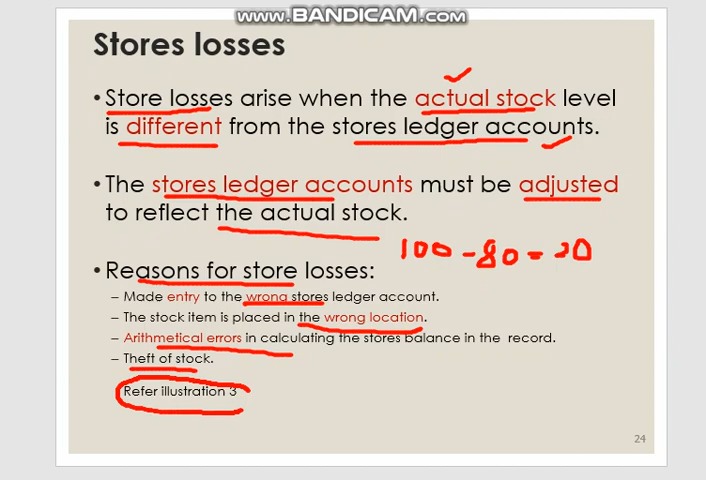 www.BANDICAM.com
Stores losses
• Store losses arise when the actual stock level
is different from the stores ledger accounts.
• The stores ledger accounts must be adjusted
to reflect the actual stock.
100 - 80 = 20
• Reasons for store losses:
– Made entry to the wrong stores ledger account.
– The stock item is placed in the wrong location.
– Arithmetical errors in calculating the stores balance in the record.
– Theft of stock.
Refer illustration 3
24